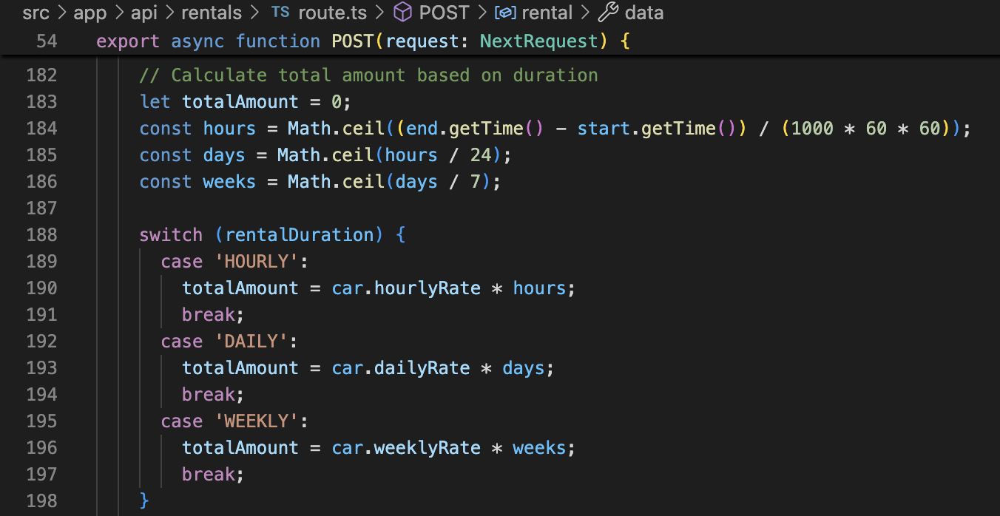 src > app > api > rentals > TS route.ts > POST > rental > data
54 export async function POST(request: NextRequest) {
182 // Calculate total amount based on duration
183 let totalAmount = 0;
184 const hours = Math.ceil((end.getTime() - start.getTime()) / (1000 * 60 * 60));
185 const days = Math.ceil(hours / 24);
186 const weeks = Math.ceil(days / 7);
187
188 switch (rentalDuration) {
189 case 'HOURLY':
190 totalAmount = car.hourlyRate * hours;
191 break;
192 case 'DAILY':
193 totalAmount = car.dailyRate * days;
194 break;
195 case 'WEEKLY':
196 totalAmount = car.weeklyRate * weeks;
197 break;
198 }